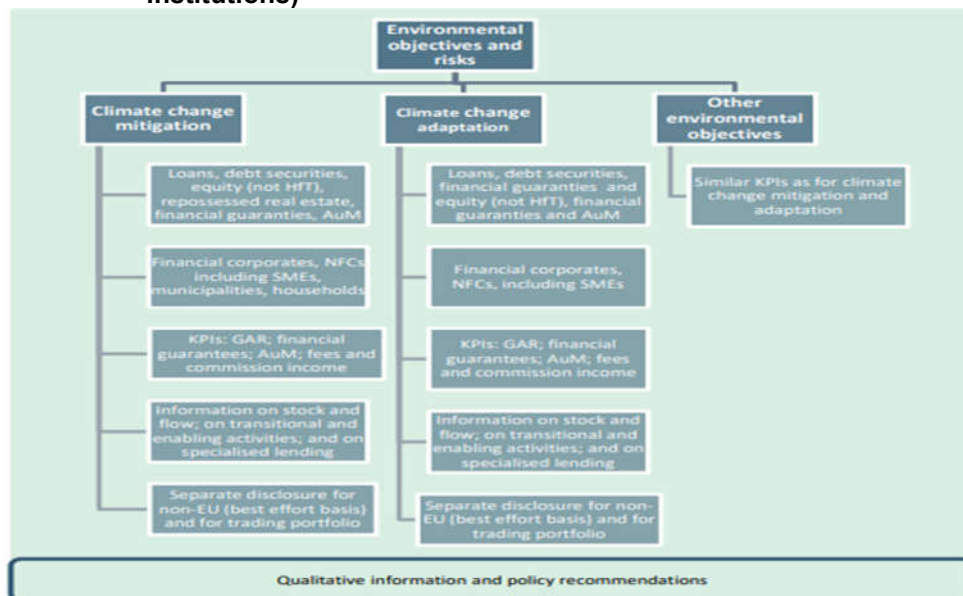 institutions)
Environmental
objectives and
risks
Climate change
mitigation
Loans, debt securities,
equity (not HfT),
repossessed real estate,
financial guaranties, AuM
Financial corporates, NFCs
including SMEs,
municipalities, households
KPIs: GAR; financial
guarantees; AuM; fees and
commission income
Information on stock and
flow; on transitional and
enabling activities; and on
specialised lending
Separate disclosure for
non-EU (best effort basis)
and for trading portfolio
Climate change
adaptation
Loans, debt securities,
financial guaranties and
equity (not HfT), financial
guaranties and AuM
Financial corporates,
NFCs, including SMEs
KPIs: GAR; financial
guarantees; AuM; fees
and commission income
Information on stock and
flow; on transitional and
enabling activities; and on
specialised lending
Separate disclosure for non-
EU (best effort basis) and for
trading portfolio
Other
environmental
objectives
Similar KPIs as for climate
change mitigation and
adaptation
Qualitative information and policy recommendations